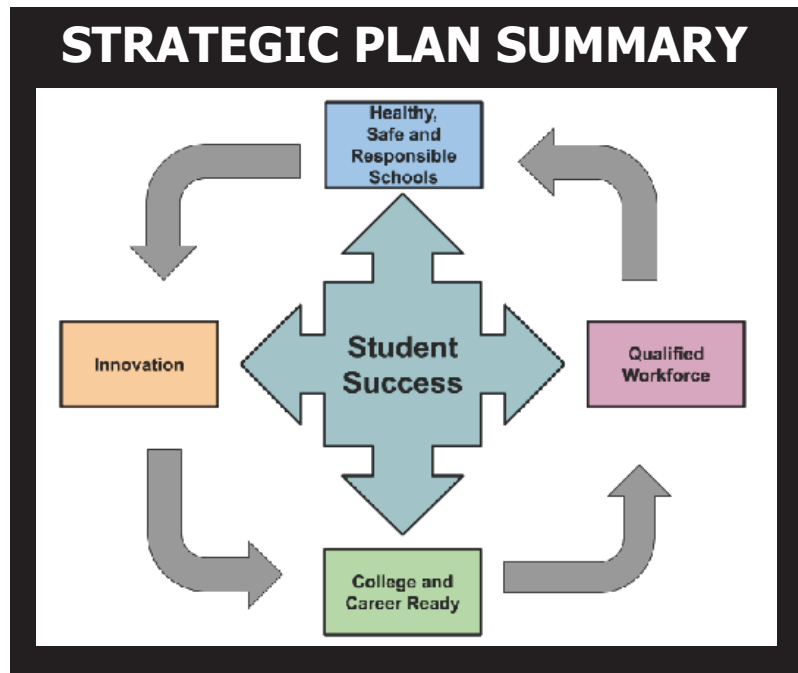 STRATEGIC PLAN SUMMARY
Healthy,
Safe and
Responsible
Schools
Innovation
Student
Success
Qualified
Workforce
College and
Career Ready